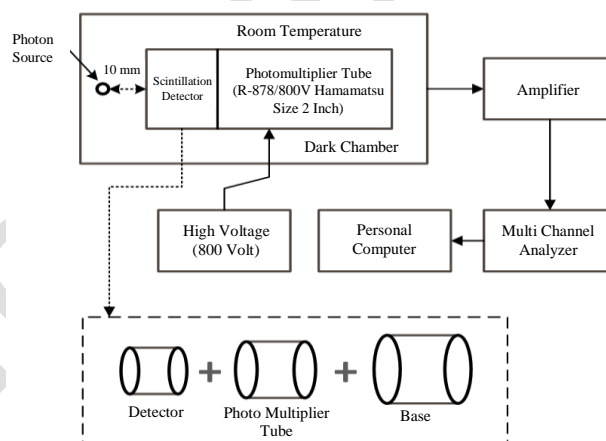 Photon
Source
10 mm
Room Temperature
Scintillation
Detector
Photomultiplier Tube
(R-878/800V Hamamatsu
Size 2 Inch)
Dark Chamber
Amplifier
High Voltage
(800 Volt)
Personal
Computer
Multi Channel
Analyzer
Detector
Photo Multiplier
Tube
Base